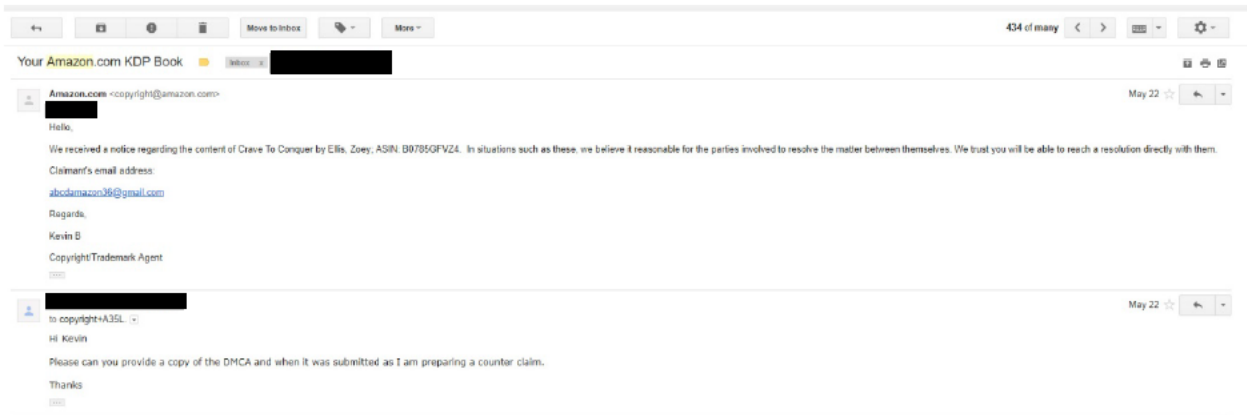 Move to Inbox More 434 of many
Your Amazon.com KDP Book Inbox x
Amazon.com <copyright@amazon.com> May 22
Hello,
We received a notice regarding the content of Crave To Conquer by Ellis, Zoey; ASIN: B0785GFVZ4. In situations such as these, we believe it reasonable for the parties involved to resolve the matter between themselves. We trust you will be able to reach a resolution directly with them.
Claimant's email address:
abcdamazon36@gmail.com
Regards,
Kevin B
Copyright/Trademark Agent
May 22
to copyright+A35L.
Hi Kevin
Please can you provide a copy of the DMCA and when it was submitted as I am preparing a counter claim.
Thanks